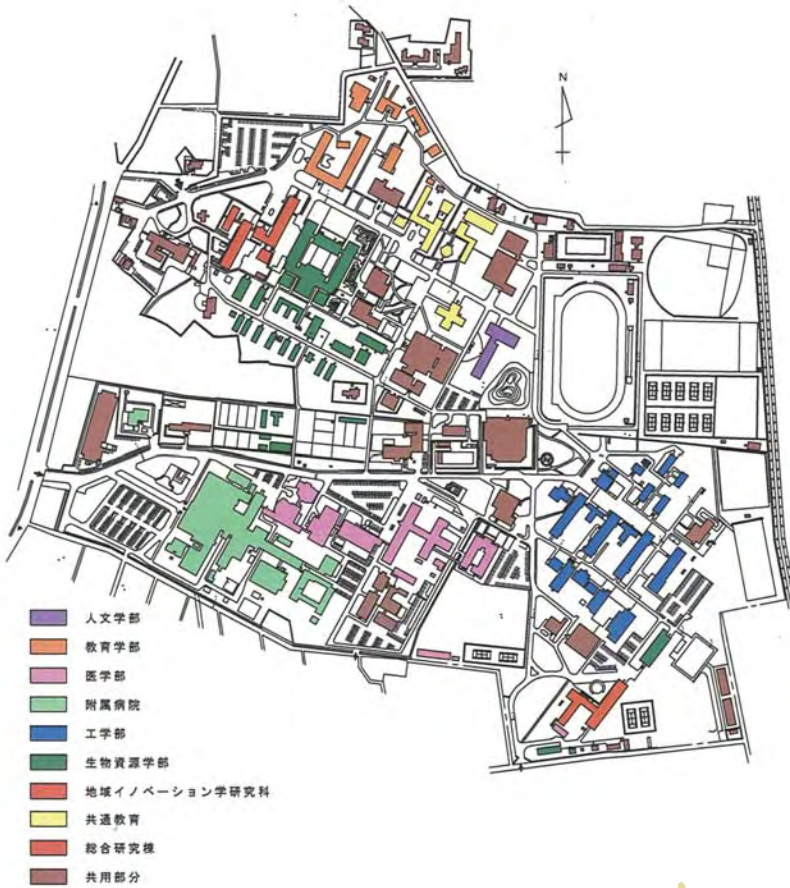 N
人文学部
教育学部
医学部
附属病院
工学部
生物資源学部
地域イノベーション学研究科
共通教育
総合研究棟
共用部分